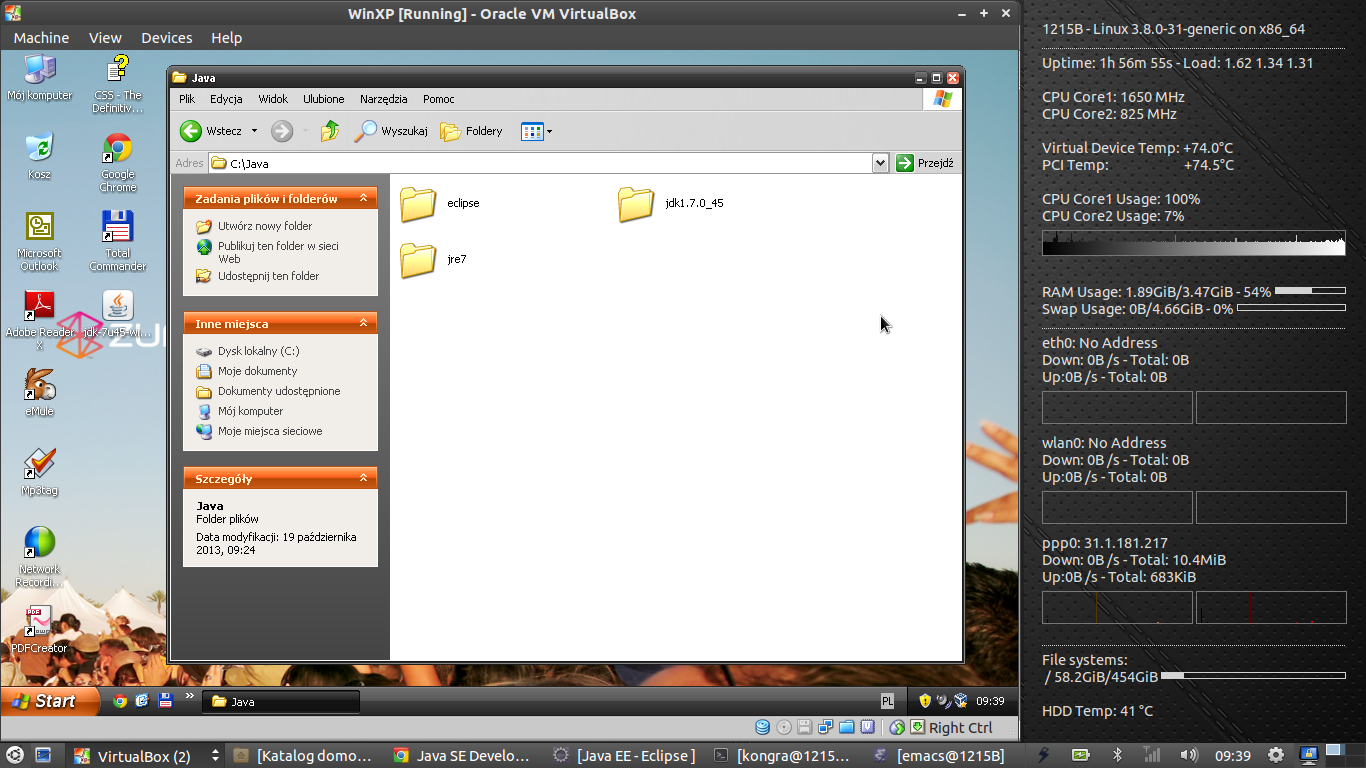 WinXP [Running] - Oracle VM VirtualBox
Machine View Devices Help
Mój komputer
CSS - The Definitiv...
Kosz
Google Chrome
Microsoft Outlook
Total Commander
Adobe Reader X
jdk-7u45-wi...
eMule
Mp3tag
Network Recordi...
PDFCreator
Java
Plik Edycja Widok Ulubione Narzędzia Pomoc
Wstecz Wyszukaj Foldery
Adres C:\Java Przejdź
Zadania plików i folderów
Utwórz nowy folder
Publikuj ten folder w sieci
Web
Udostępnij ten folder
Inne miejsca
Dysk lokalny (C:)
Moje dokumenty
Dokumenty udostępnione
Mój komputer
Moje miejsca sieciowe
Szczegóły
Java
Folder plików
Data modyfikacji: 19 października
2013, 09:24
eclipse jdk1.7.0_45
jre7
Start Java PL 09:39
Right Ctrl
VirtualBox (2) [Katalog domo... Java SE Develo... [Java EE - Eclipse ] [kongra@1215... [emacs@1215B] 09:39
1215B - Linux 3.8.0-31-generic on x86_64
Uptime: 1h 56m 55s - Load: 1.62 1.34 1.31
CPU Core1: 1650 MHz
CPU Core2: 825 MHz
Virtual Device Temp: +74.0°C
PCI Temp: +74.5°C
CPU Core1 Usage: 100%
CPU Core2 Usage: 7%
RAM Usage: 1.89GiB/3.47GiB - 54%
Swap Usage: 0B/4.66GiB - 0%
eth0: No Address
Down: 0B /s - Total: 0B
Up:0B /s - Total: 0B
wlan0: No Address
Down: 0B /s - Total: 0B
Up:0B /s - Total: 0B
ppp0: 31.1.181.217
Down: 0B /s - Total: 10.4MiB
Up:0B /s - Total: 683KiB
File systems:
/ 58.2GiB/454GiB
HDD Temp: 41 °C